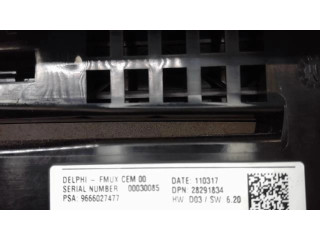 DELPHI - FMUX CEM 00 DATE: 110317
SERIAL NUMBER 00030085 DPN: 28291834
PSA: 9666027477 HW: D03 / SW: 6.20